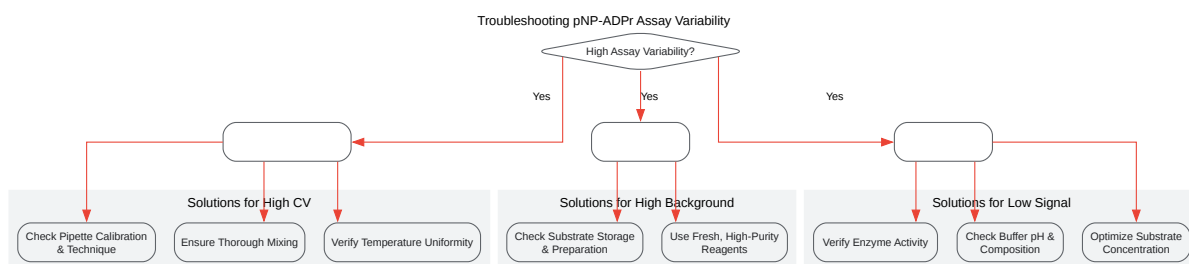 Troubleshooting pNP-ADPr Assay Variability
High Assay Variability?
Yes
Yes
Yes
Solutions for High CV
Solutions for High Background
Solutions for Low Signal
Check Pipette Calibration
& Technique
Ensure Thorough Mixing
Verify Temperature Uniformity
Check Substrate Storage
& Preparation
Use Fresh, High-Purity
Reagents
Verify Enzyme Activity
Check Buffer pH &
Composition
Optimize Substrate
Concentration